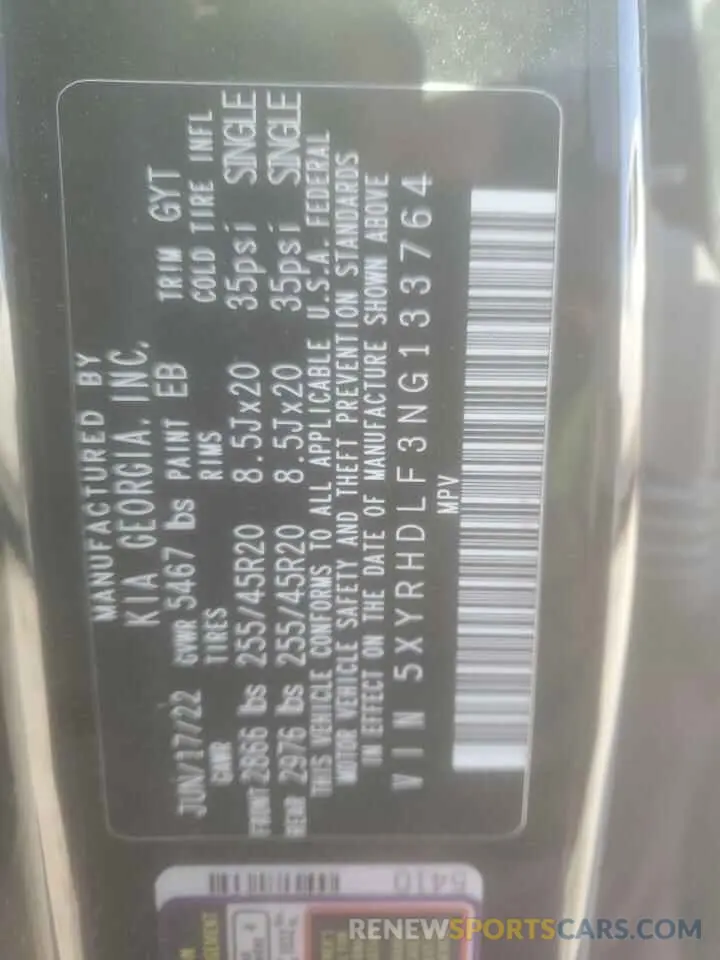 MANUFACTURED BY
KIA GEORGIA, INC.
JUN/17/22 GVWR 5467 lbs PAINT EB TRIM GYT
GAWR TIRES RIMS COLD TIRE INFL
FRONT 2866 lbs 255/45R20 8.5Jx20 35psi SINGLE
REAR 2976 lbs 255/45R20 8.5Jx20 35psi SINGLE
THIS VEHICLE CONFORMS TO ALL APPLICABLE U.S.A. FEDERAL
MOTOR VEHICLE SAFETY AND THEFT PREVENTION STANDARDS
IN EFFECT ON THE DATE OF MANUFACTURE SHOWN ABOVE
VIN 5XYRHDLF3NG133764
MPV
5410
RENEWSPORTSCARS.COM